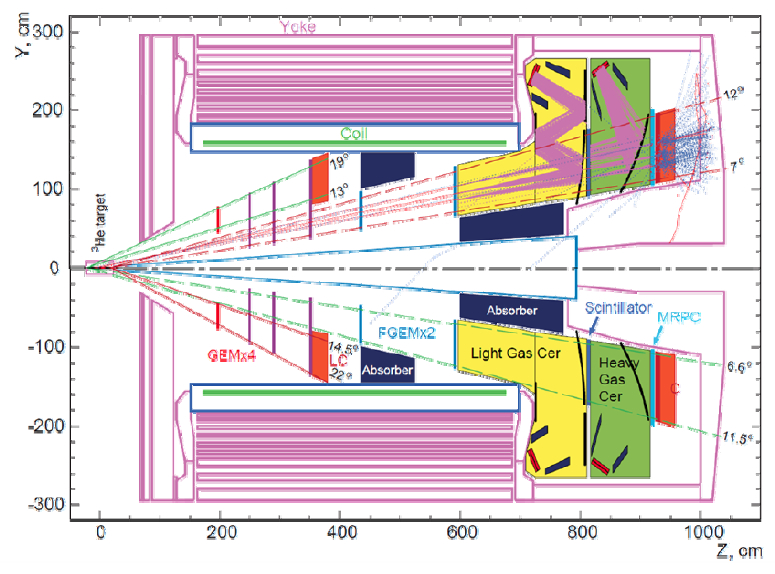 Yoke
Y, cm
300
200
100
0
-100
-200
-300
Coil
19°
13°
12°
7°
³He target
GEMx4
LC
14.5°
22°
FGEMx2
Absorber
Absorber
Light Gas Cer
Heavy
Gas
Cer
Scintillator
MRPC
C
6.6°
11.5°
0
200
400
600
800
1000
Z, cm